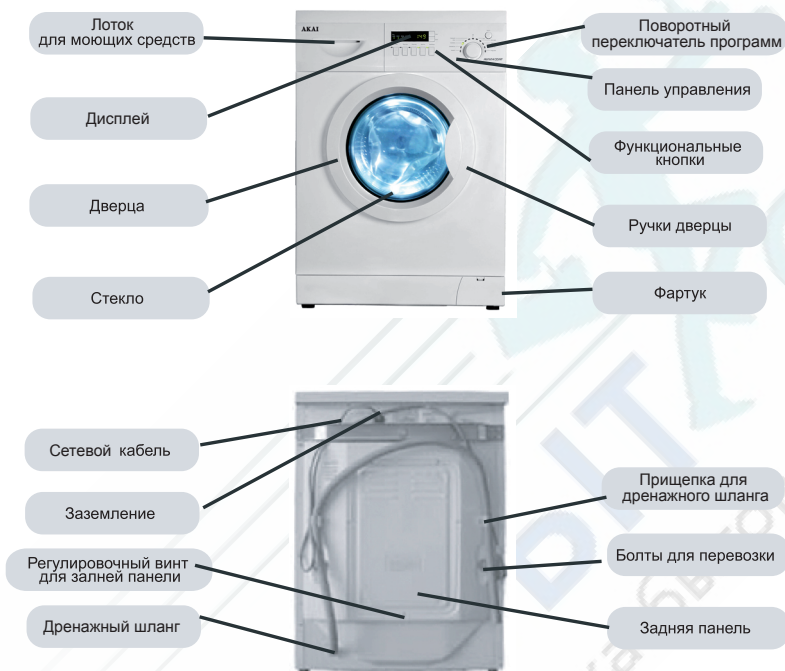 Лоток
для моющих средств
Дисплей
Дверца
Стекло
AKAI
Поворотный
переключатель программ
Панель управления
Функциональные
кнопки
Ручки дверцы
Фартук
Сетевой кабель
Заземление
Регулировочный винт
для залней панели
Дренажный шланг
Прищепка для
дренажного шланга
Болты для перевозки
Задняя панель